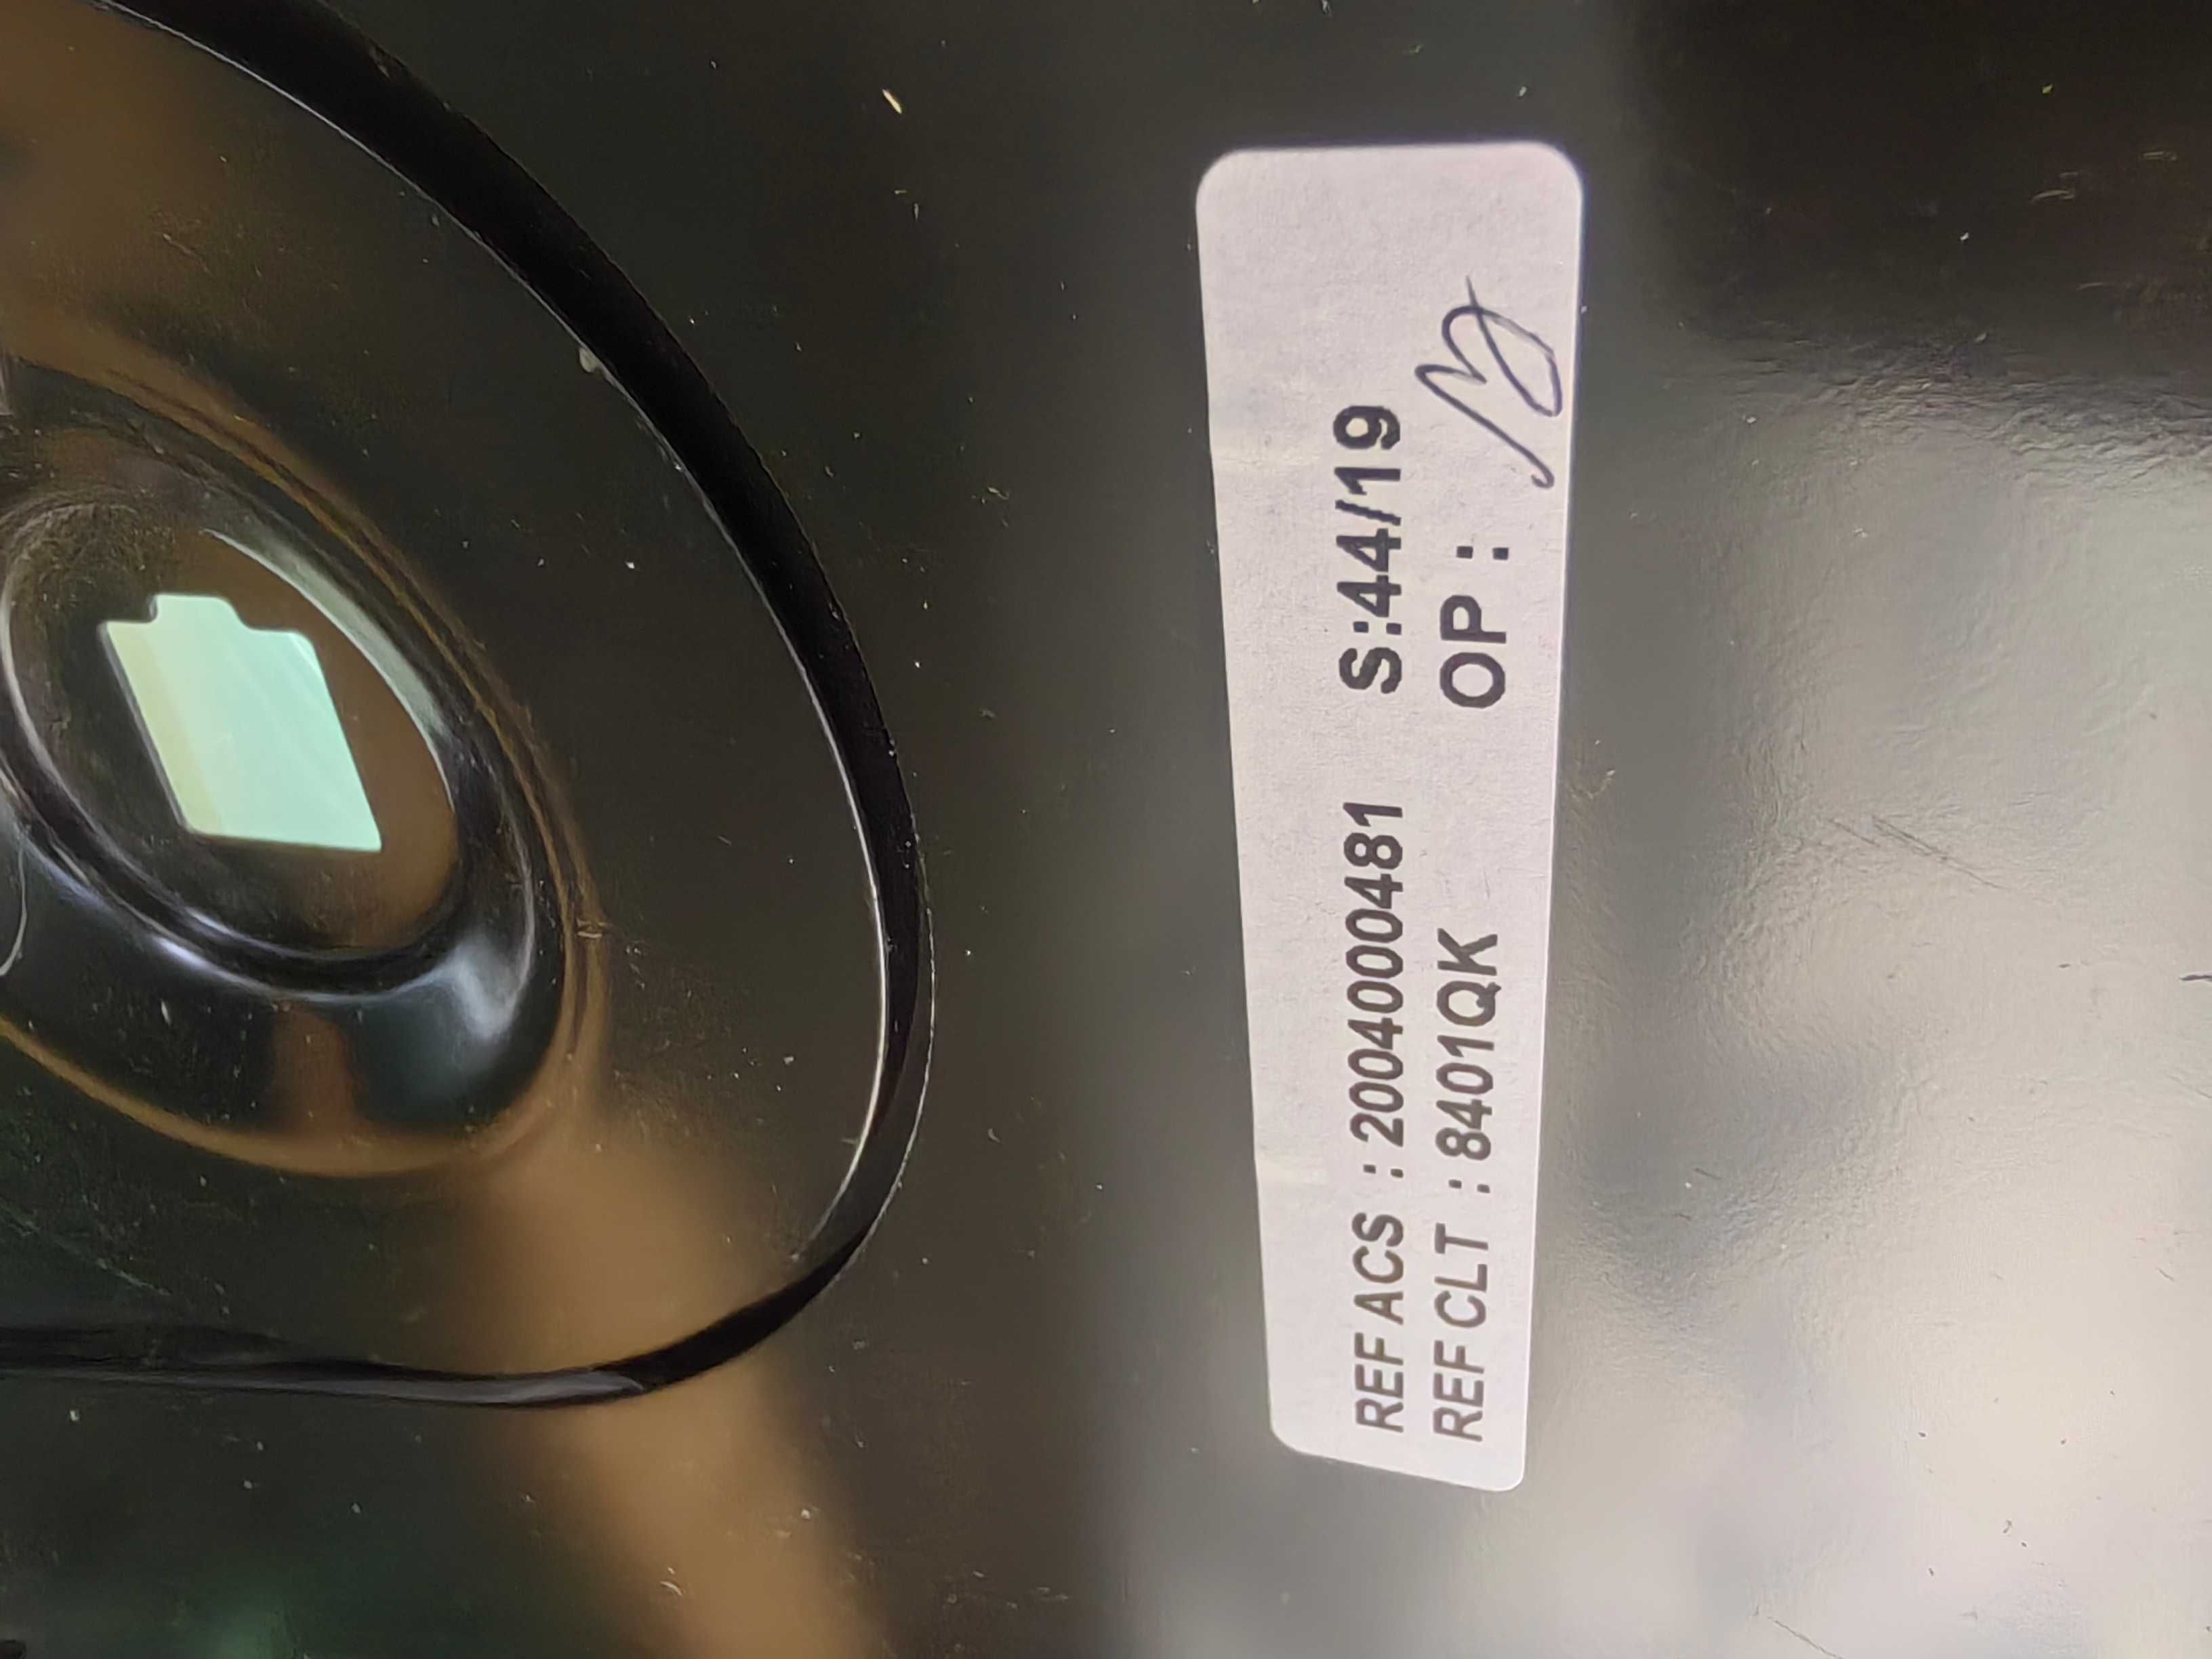 REF ACS : 2004000481 S:44/19
REF CLT : 8401QK OP :